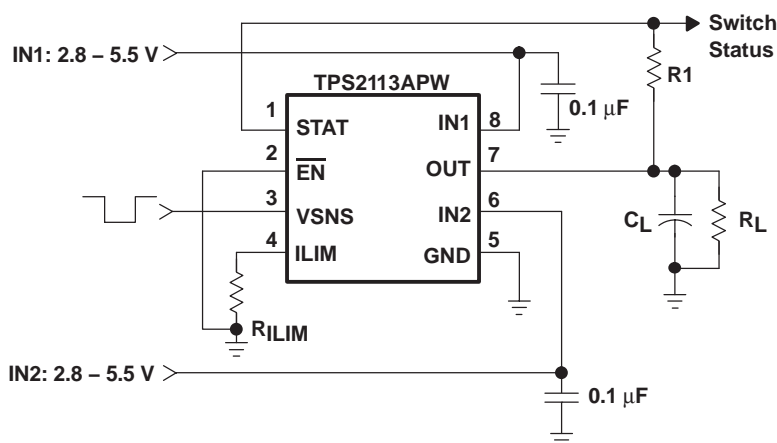 Switch
Status
IN1: 2.8 – 5.5 V
R1
TPS2113APW
0.1 μF
1
STAT
IN1
8
2
EN
OUT
7
3
VSNS
IN2
6
CL
RL
4
ILIM
GND
5
RILIM
IN2: 2.8 – 5.5 V
0.1 μF